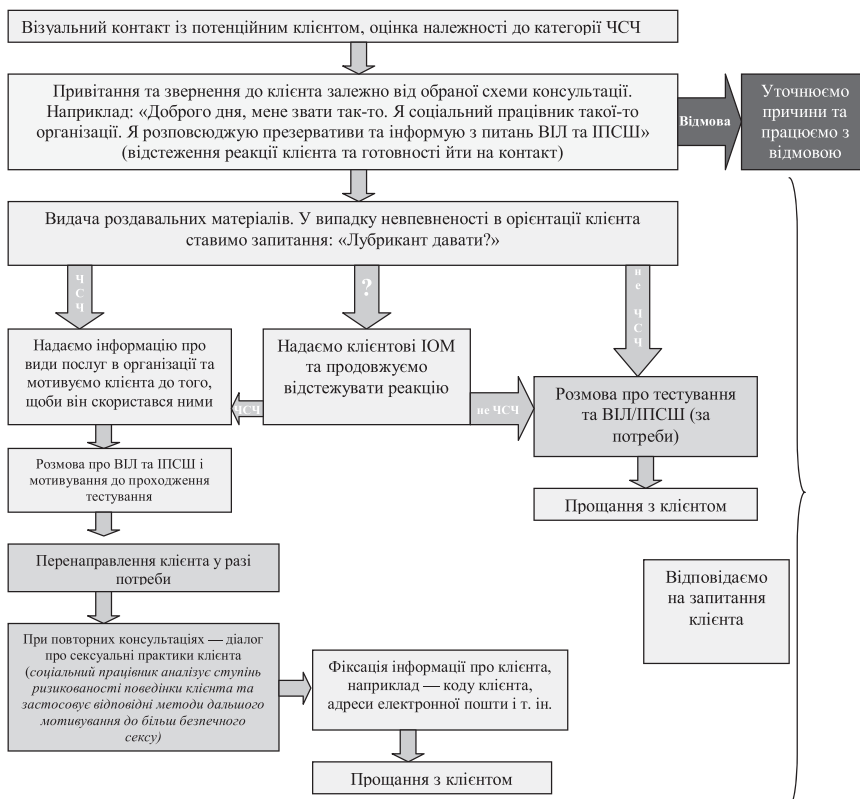 Візуальний контакт із потенційним клієнтом, оцінка належності до категорії ЧСЧ
Привітання та звернення до клієнта залежно від обраної схеми консультації.
Наприклад: «Доброго дня, мене звати так-то. Я соціальний працівник такої-то
організації. Я розповсюджую презервативи та інформую з питань ВІЛ та ІПСШ»
(відстеження реакції клієнта та готовності йти на контакт)
Відмова
Уточнюємо
причини та
працюємо з
відмовою
Видача роздавальних матеріалів. У випадку невпевненості в орієнтації клієнта
ставимо запитання: «Лубрикант давати?»
ЧСЧ
?
не ЧСЧ
Надаємо інформацію про
види послуг в організації та
мотивуємо клієнта до того,
щоби він скористався ними
Надаємо клієнтові ІОМ
та продовжуємо
відстежувати реакцію
ЧСЧ
не ЧСЧ
Розмова про тестування
та ВІЛ/ІПСШ (за
потреби)
Розмова про ВІЛ та ІПСШ і
мотивування до проходження
тестування
Прощання з клієнтом
Перенаправлення клієнта у разі
потреби
Відповідаємо
на запитання
клієнта
При повторних консультаціях — діалог
про сексуальні практики клієнта
(соціальний працівник аналізує ступінь
ризикованості поведінки клієнта та
застосовує відповідні методи дальшого
мотивування до більш безпечного
сексу)
Фіксація інформації про клієнта,
наприклад — коду клієнта,
адреси електронної пошти і т. ін.
Прощання з клієнтом